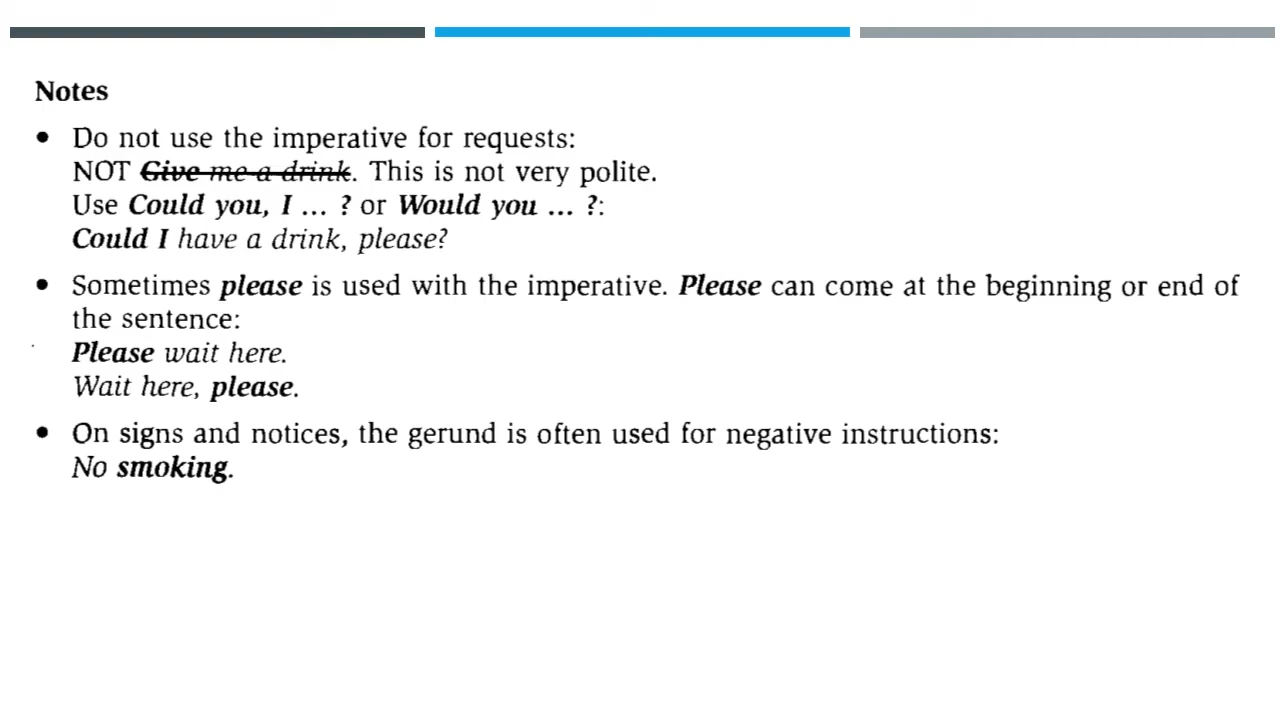 Notes
• Do not use the imperative for requests:
NOT Give me a drink. This is not very polite.
Use Could you, I ... ? or Would you ... ?:
Could I have a drink, please?
• Sometimes please is used with the imperative. Please can come at the beginning or end of
the sentence:
Please wait here.
Wait here, please.
• On signs and notices, the gerund is often used for negative instructions:
No smoking.